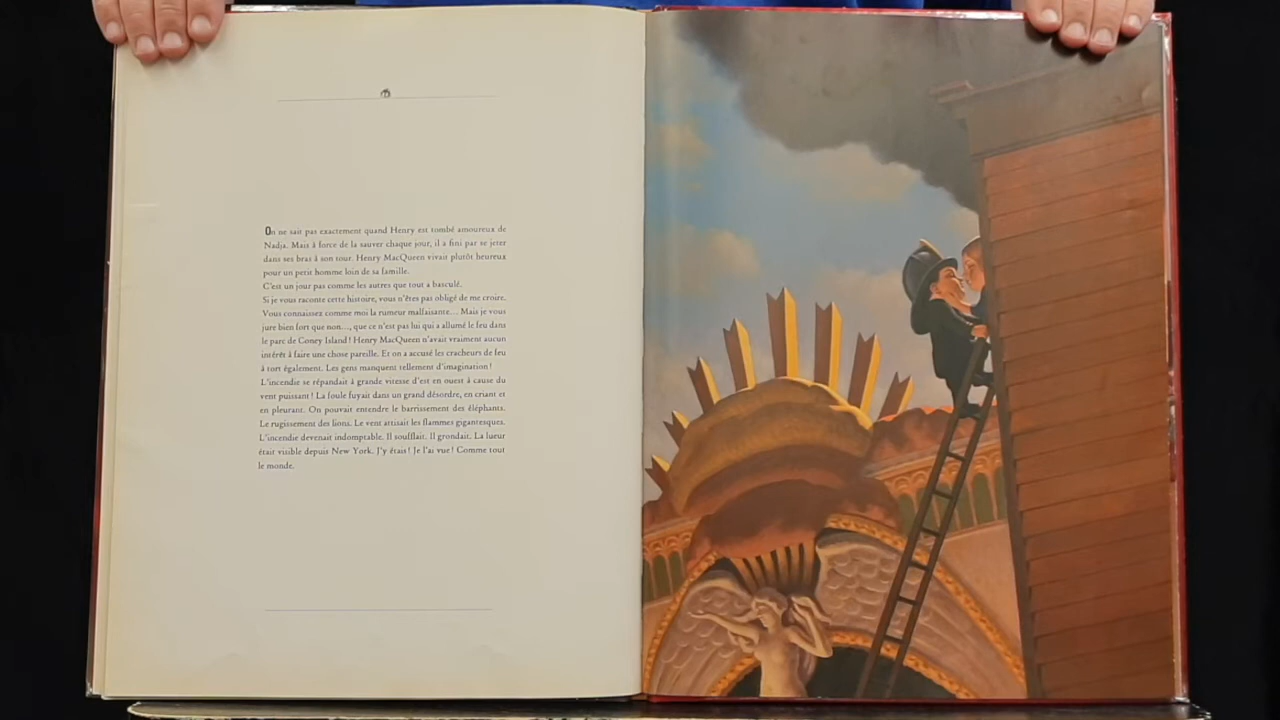 On ne sait pas exactement quand Henry est tombé amoureux de
Nadja. Mais à force de la sauver chaque jour, il a fini par se jeter
dans ses bras à son tour. Henry MacQueen vivait plutôt heureux
pour un petit homme loin de sa famille.
C'est un jour pas comme les autres que tout a basculé.
Si je vous raconte cette histoire, vous n'êtes pas obligé de me croire.
Vous connaissez comme moi la rumeur malfaisante... Mais je vous
jure bien fort que non..., que ce n'est pas lui qui a allumé le feu dans
le parc de Coney Island ! Henry MacQueen n'avait vraiment aucun
intérêt à faire une chose pareille. Et on a accusé les cracheurs de feu
à tort également. Les gens manquent tellement d'imagination !
L'incendie se répandait à grande vitesse d'est en ouest à cause du
vent puissant ! La foule fuyait dans un grand désordre, en criant et
en pleurant. On pouvait entendre le barrissement des éléphants.
Le rugissement des lions. Le vent attisait les flammes gigantesques.
L'incendie devenait indomptable. Il soufflait. Il grondait. La lueur
était visible depuis New York. J'y étais ! Je l'ai vue ! Comme tout
le monde.